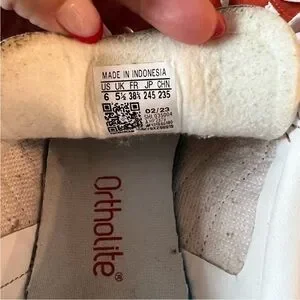 MADE IN INDONESIA
US UK FR JP CHN
6 5½ 38⅔ 245 235
02/23
Ortholite®